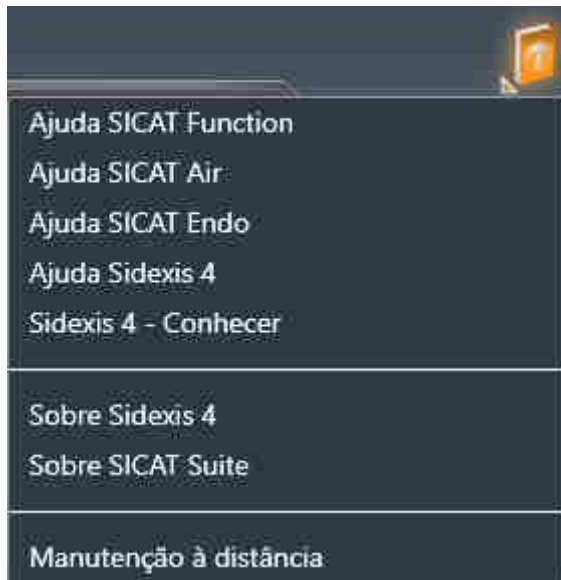 Ajuda SICAT Function
Ajuda SICAT Air
Ajuda SICAT Endo
Ajuda Sidexis 4
Sidexis 4 - Conhecer
Sobre Sidexis 4
Sobre SICAT Suite
Manutenção à distância